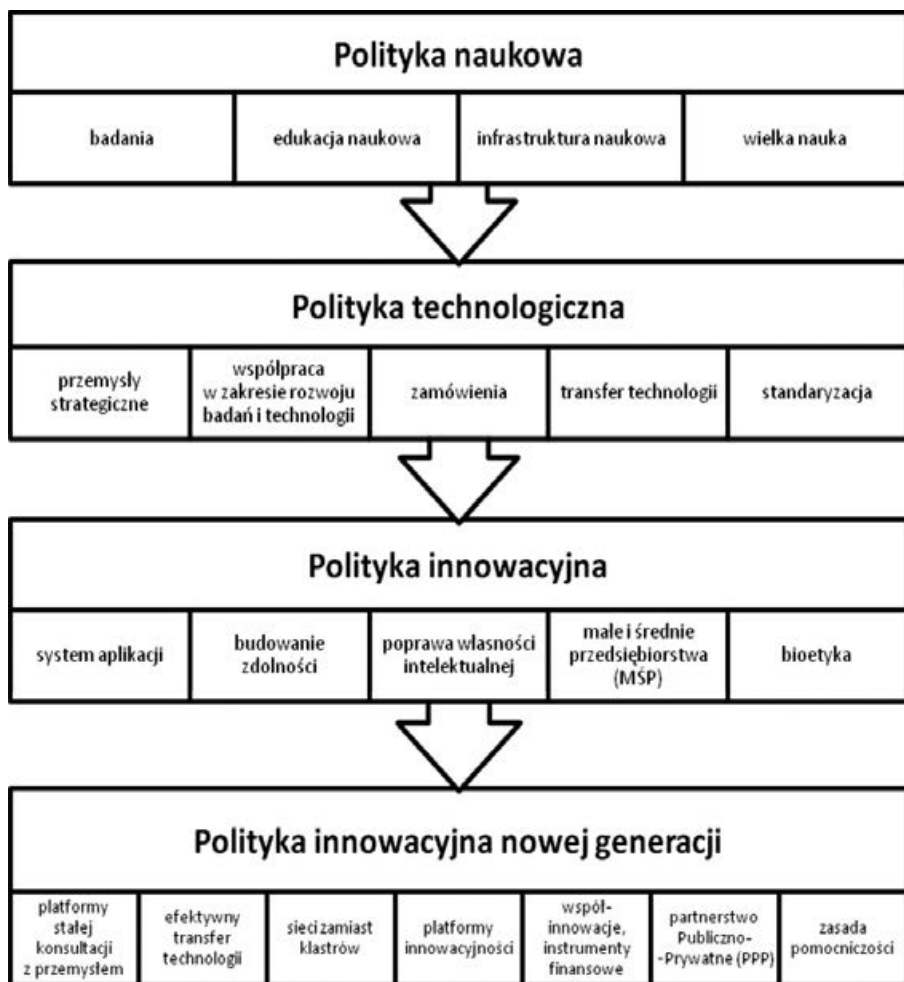 Polityka naukowa
badania
edukacja naukowa
infrastruktura naukowa
wielka nauka
Polityka technologiczna
przemysły
strategiczne
współpraca
w zakresie rozwoju
badań i technologii
zamówienia
transfer technologii
standaryzacja
Polityka innowacyjna
system aplikacji
budowanie
zdolności
poprawa własności
intelektualnej
małe i średnie
przedsiębiorstwa
(MŚP)
bioetyka
Polityka innowacyjna nowej generacji
platformy
stałej
konsultacji
z przemysłem
efektywny
transfer
technologii
sieci zamiast
klastrów
platformy
innowacyjności
współ-
innowacje,
instrumenty
finansowe
partnerstwo
Publiczno-
-Prywatne (PPP)
zasada
pomocniczości